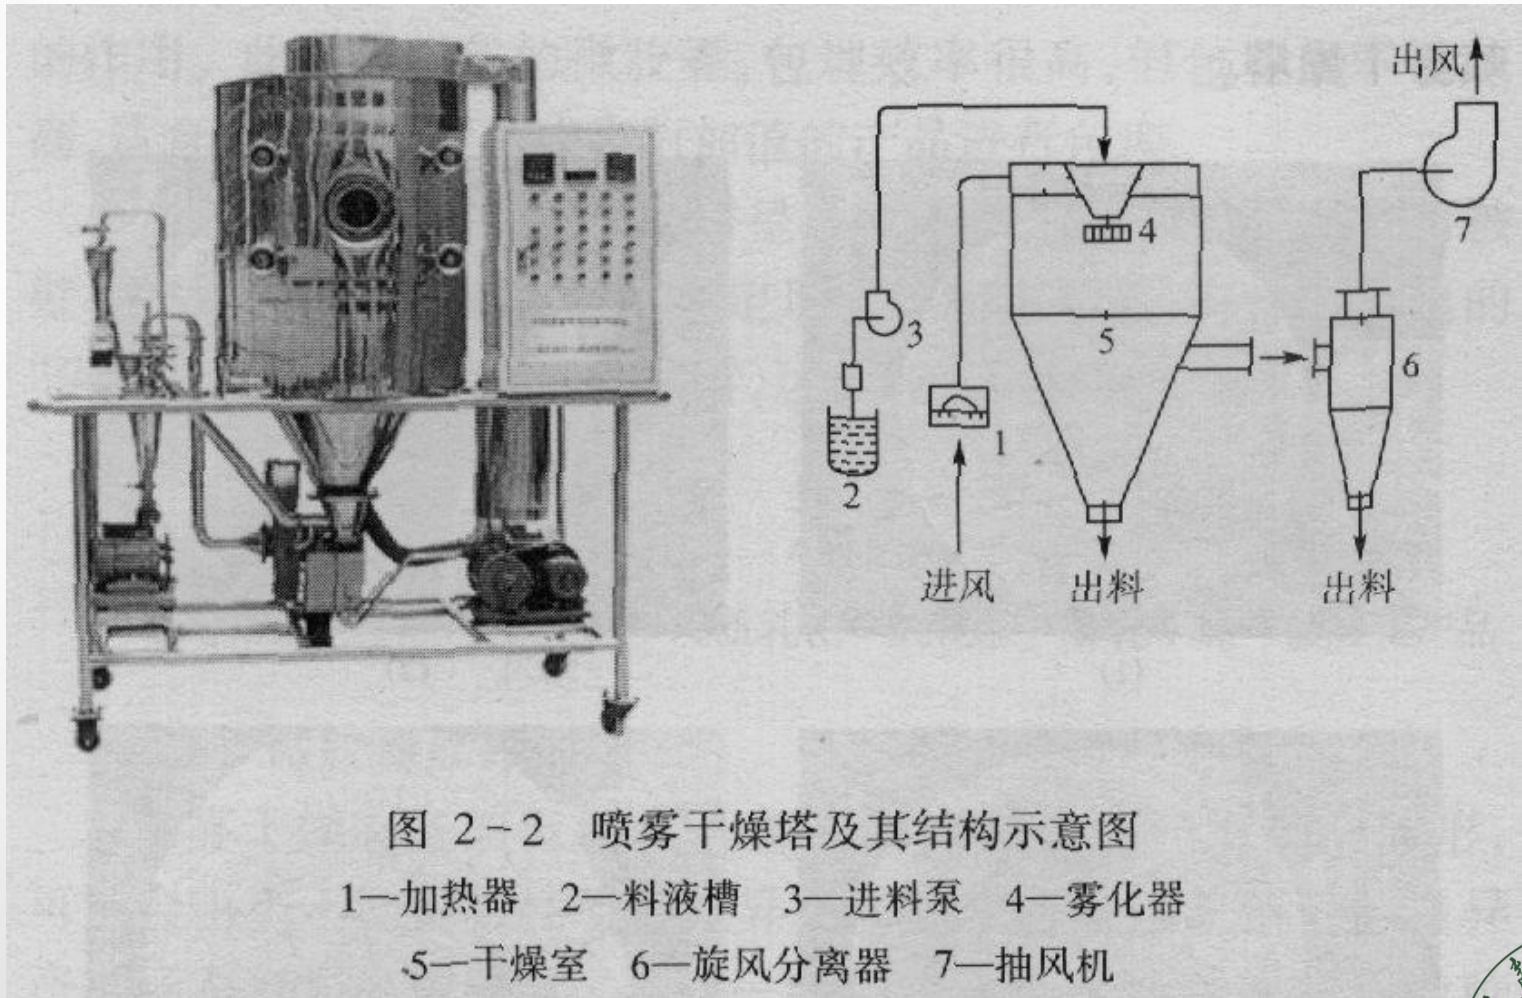 出风
7
4
3
5
6
1
2
进风
出料
出料
图 2-2 喷雾干燥塔及其结构示意图
1—加热器 2—料液槽 3—进料泵 4—雾化器
5—干燥室 6—旋风分离器 7—抽风机